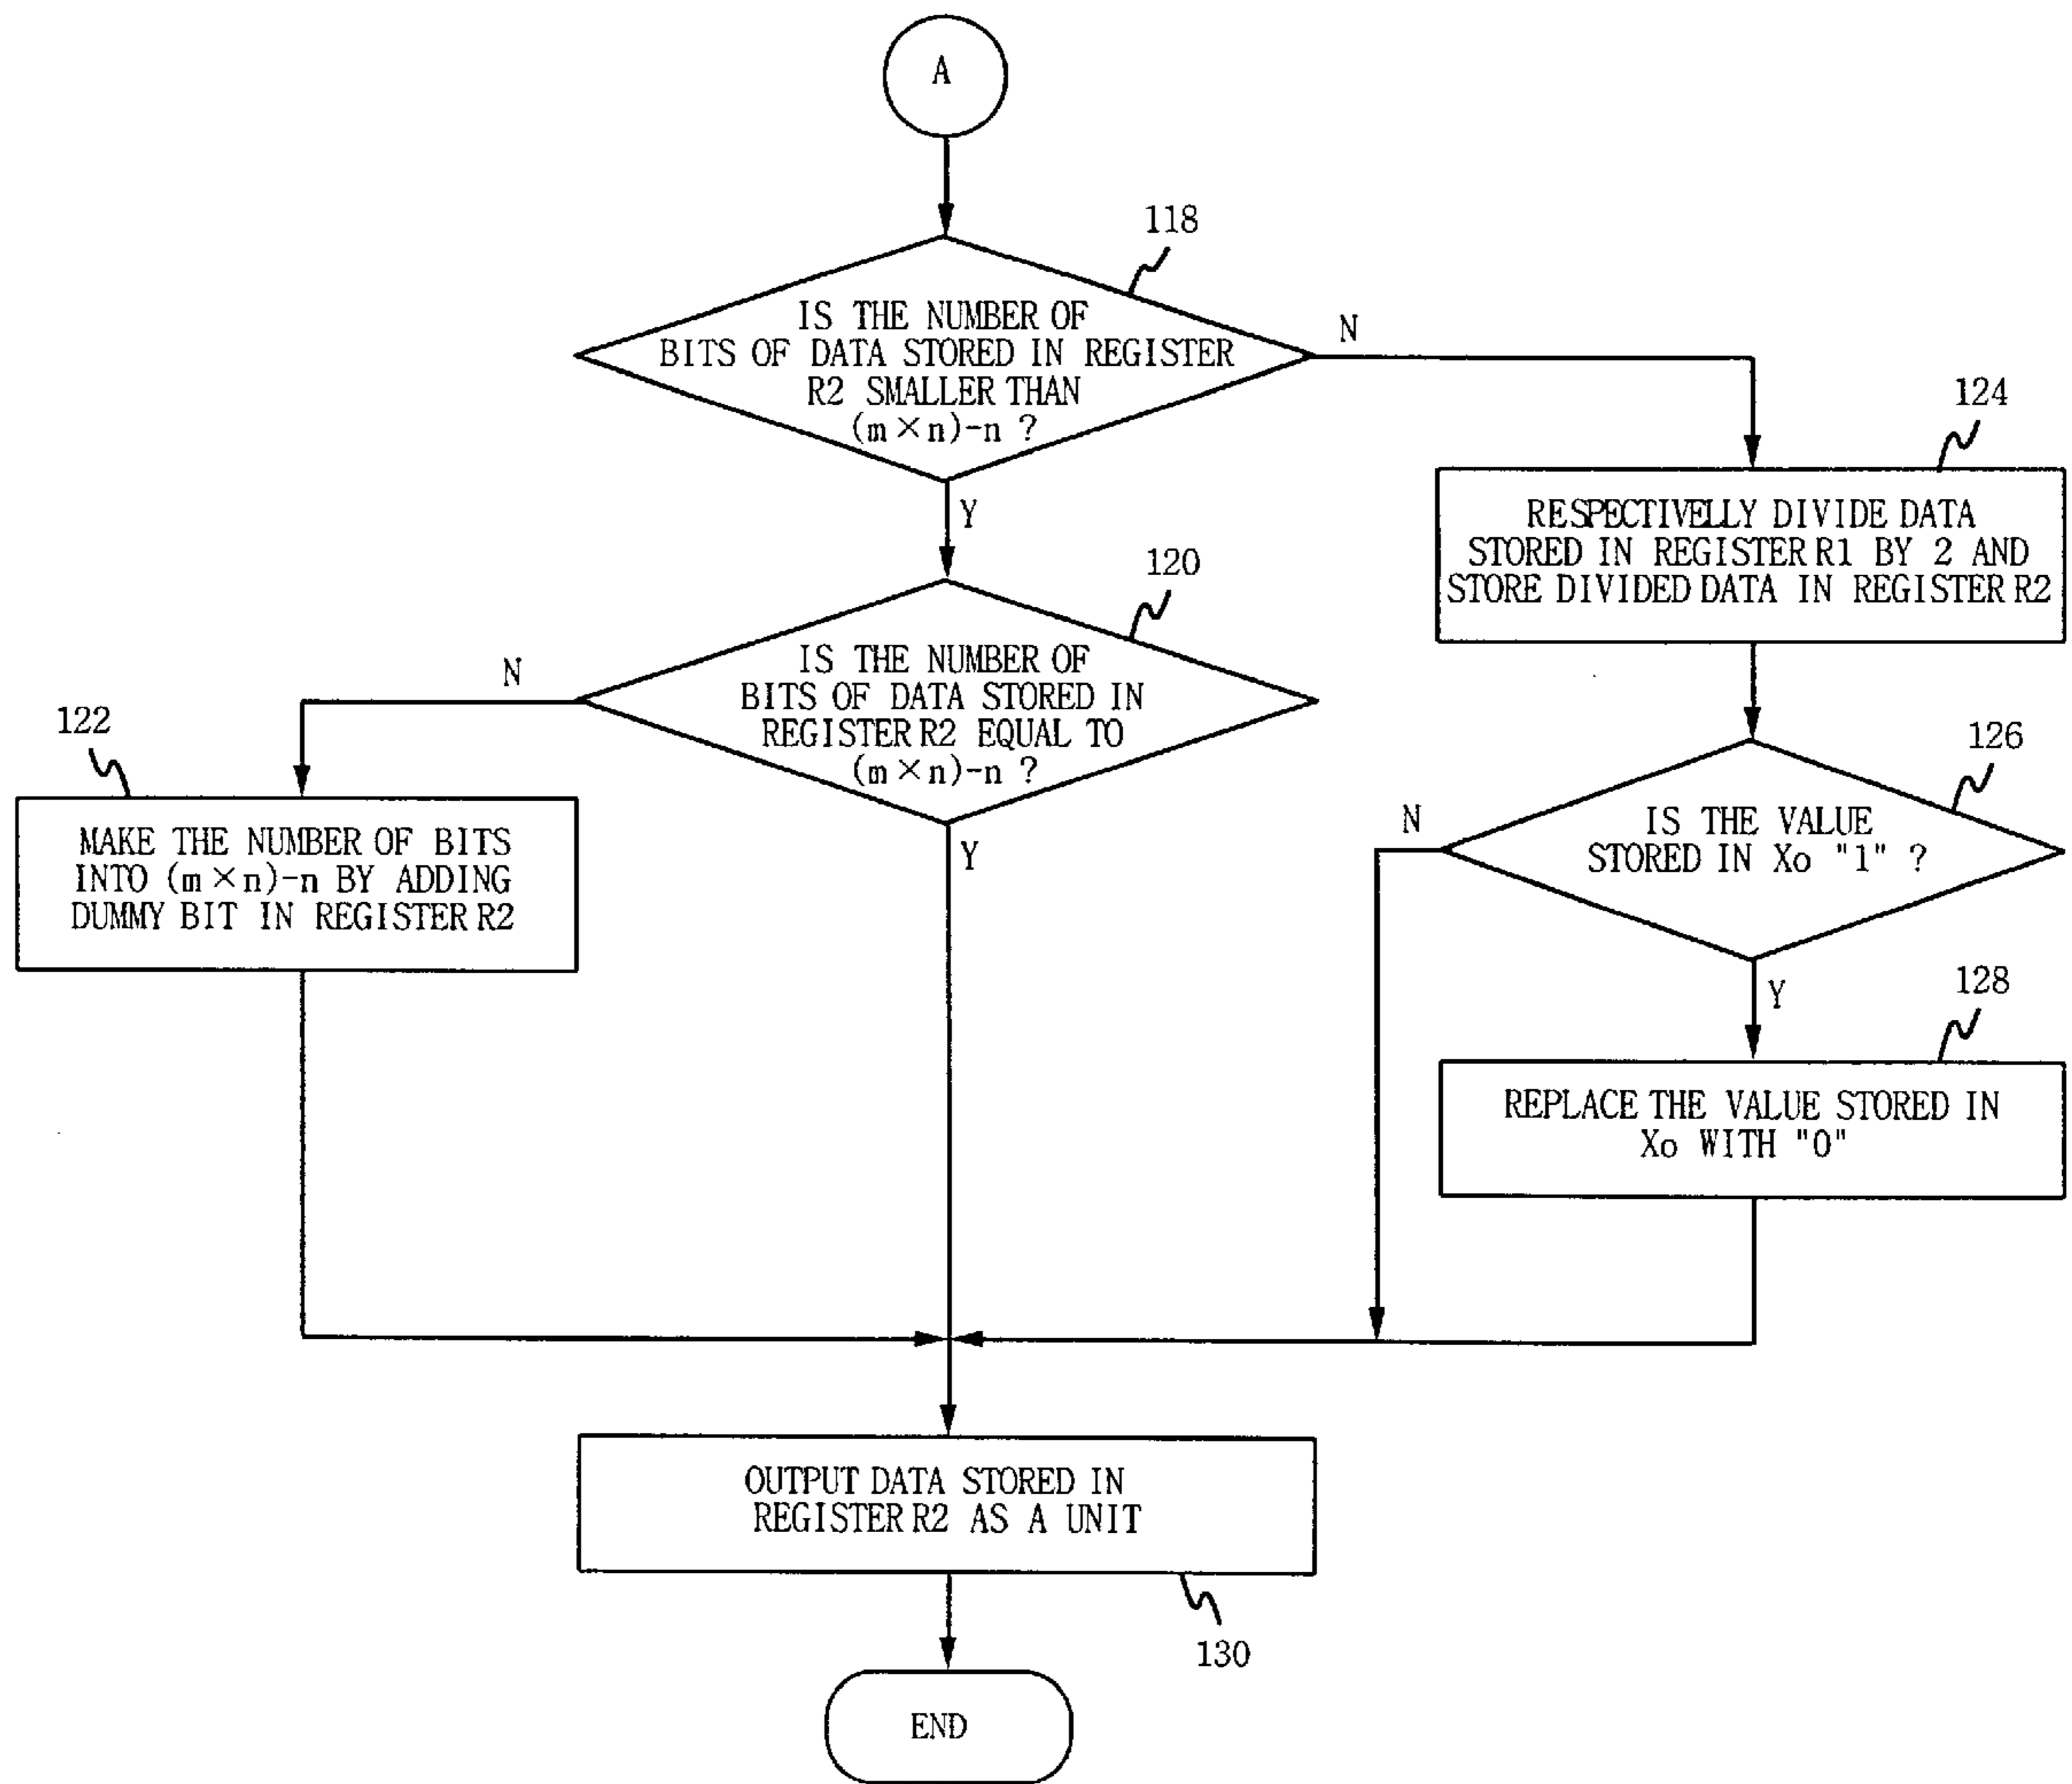 A
118
IS THE NUMBER OF
BITS OF DATA STORED IN REGISTER
R2 SMALLER THAN
(m×n)-n ?
N
Y
124
RESPECTIVELLY DIVIDE DATA
STORED IN REGISTER R1 BY 2 AND
STORE DIVIDED DATA IN REGISTER R2
120
IS THE NUMBER OF
BITS OF DATA STORED IN
REGISTER R2 EQUAL TO
(m×n)-n ?
N
Y
122
MAKE THE NUMBER OF BITS
INTO (m×n)-n BY ADDING
DUMMY BIT IN REGISTER R2
126
IS THE VALUE
STORED IN Xo "1" ?
N
Y
128
REPLACE THE VALUE STORED IN
Xo WITH "0"
OUTPUT DATA STORED IN
REGISTER R2 AS A UNIT
130
END